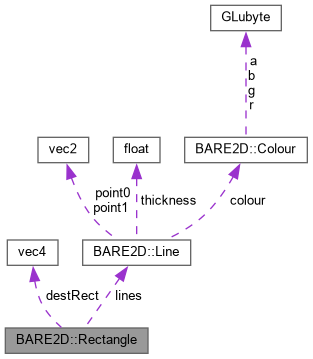 GLubyte
a
b
g
r
vec2
float
BARE2D::Colour
point0
point1
thickness
colour
vec4
BARE2D::Line
destRect
lines
BARE2D::Rectangle